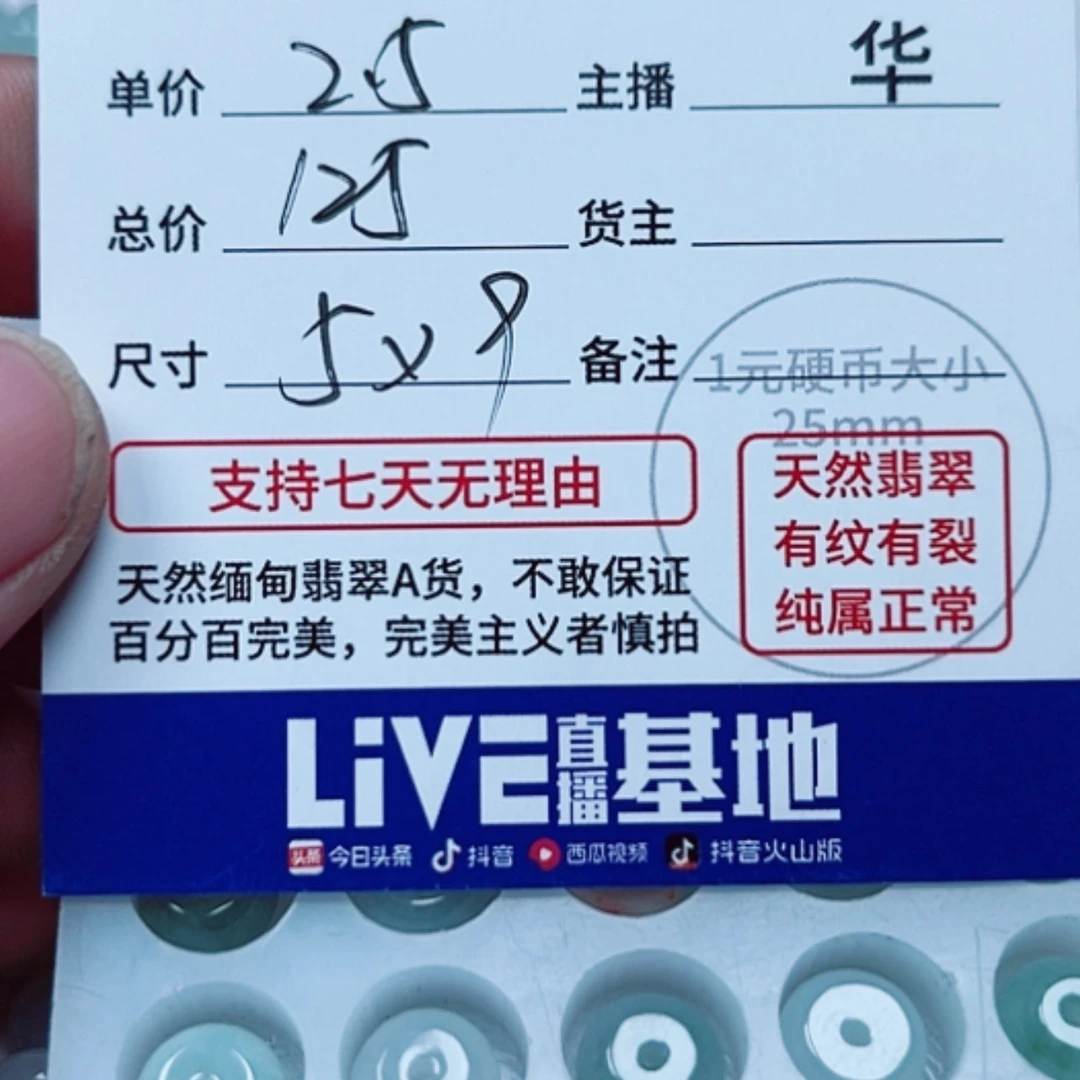 单价 25 主播 华
总价 125 货主
尺寸 5x9 备注
1元硬币大小
25mm
支持七天无理由
天然翡翠
有纹有裂
纯属正常
天然缅甸翡翠A货，不敢保证
百分百完美，完美主义者慎拍
LiVE直播基地
头条 今日头条 抖音 西瓜视频 抖音火山版